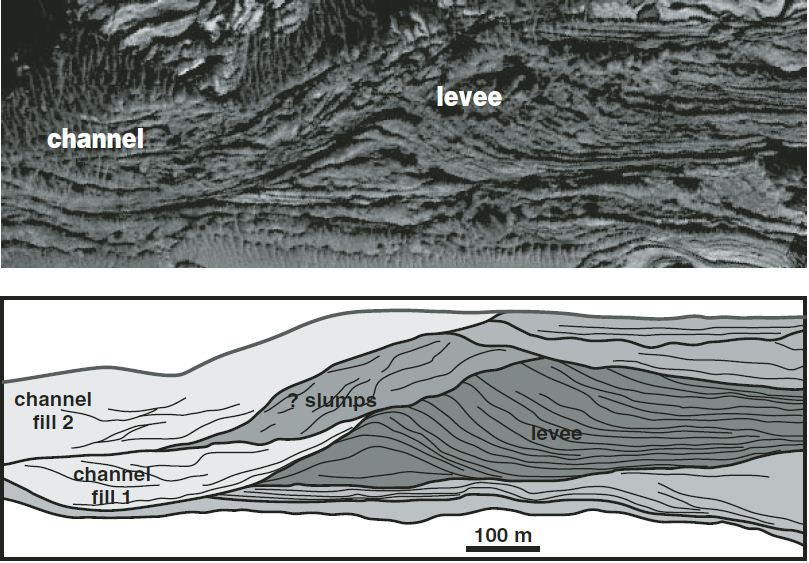 levee
channel
channel
fill 2
? slumps
levee
channel
fill 1
100 m